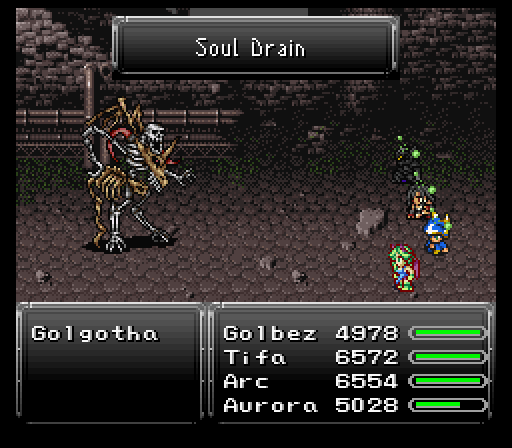 Soul Drain
Golgotha
Golbez 4978
Tifa 6572
Arc 6554
Aurora 5028